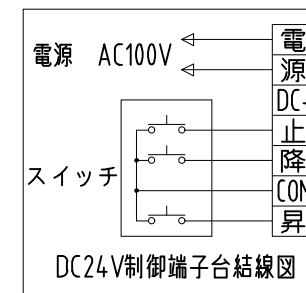 電源 AC100V
電
源
DC
止
降
COM
昇
スイッチ
DC24V制御端子台結線図